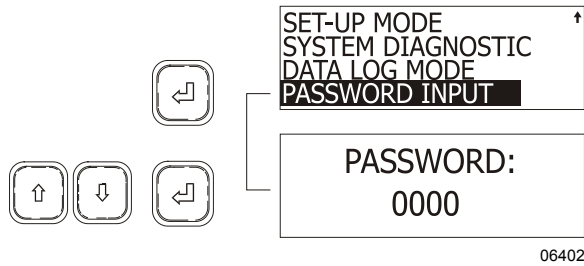 SET-UP MODE
SYSTEM DIAGNOSTIC
DATA LOG MODE
PASSWORD INPUT
PASSWORD:
0000
06402